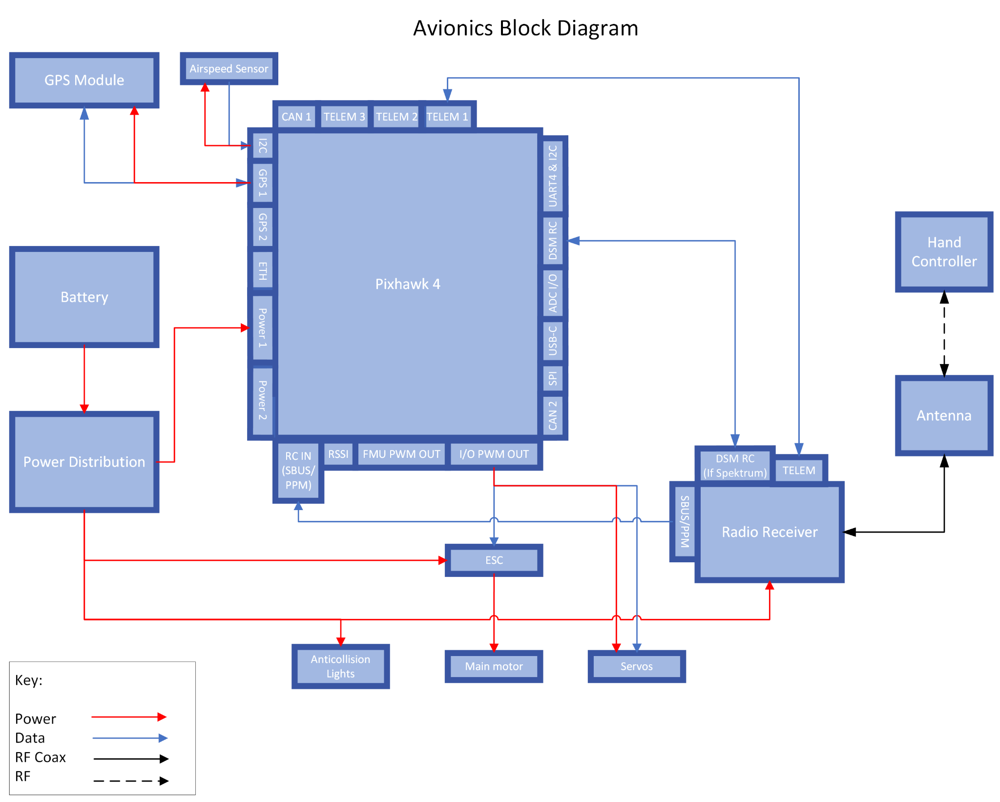 Avionics Block Diagram
GPS Module
Airspeed Sensor
CAN 1
TELEM 3
TELEM 2
TELEM 1
I2C
GPS 1
GPS 2
ETH
Power 1
Power 2
Pixhawk 4
UART4 & I2C
DSM RC
ADC I/O
USB-C
SPI
CAN 2
RC IN
(SBUS/
PPM)
RSSI
FMU PWM OUT
I/O PWM OUT
Battery
Power Distribution
Hand
Controller
Antenna
DSM RC
(If Spektrum)
TELEM
SBUS/PPM
Radio Receiver
ESC
Anticollision
Lights
Main motor
Servos
Key:
Power
Data
RF Coax
RF